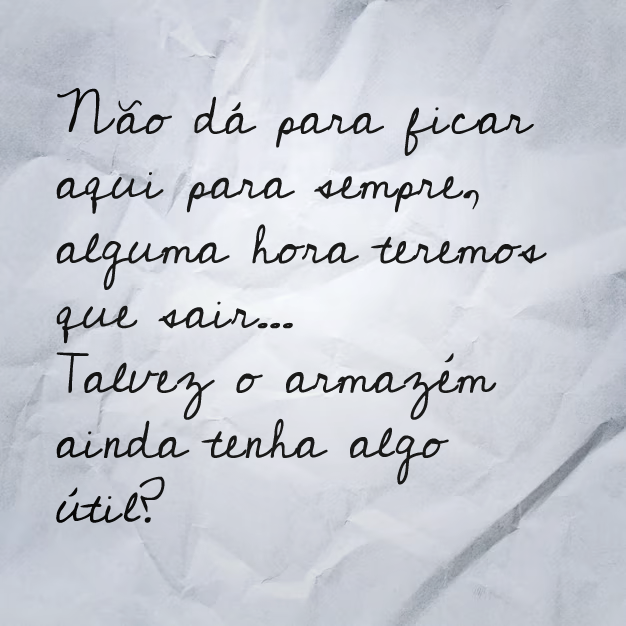 Não dá para ficar
aqui para sempre,
alguma hora teremos
que sair...
Talvez o armazém
ainda tenha algo
útil?